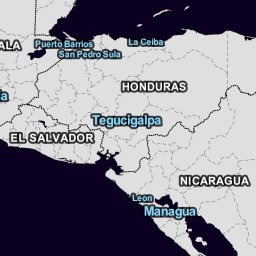 La Ceiba
Puerto Barrios
ALA
San Pedro Sula
HONDURAS
a
Tegucigalpa
EL SALVADOR
NICARAGUA
Leon
Managua